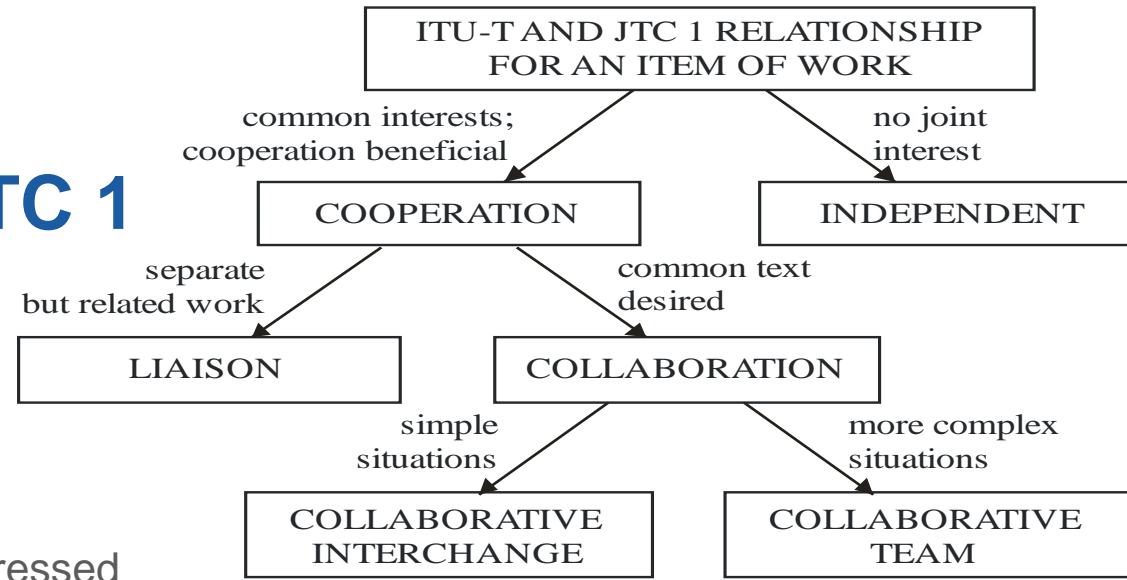 ITU-T AND JTC 1 RELATIONSHIP
FOR AN ITEM OF WORK
common interests;
cooperation beneficial
no joint
interest
TC 1
COOPERATION
INDEPENDENT
separate
but related work
common text
desired
LIAISON
COLLABORATION
simple
situations
more complex
situations
COLLABORATIVE
INTERCHANGE
COLLABORATIVE
TEAM
ressed